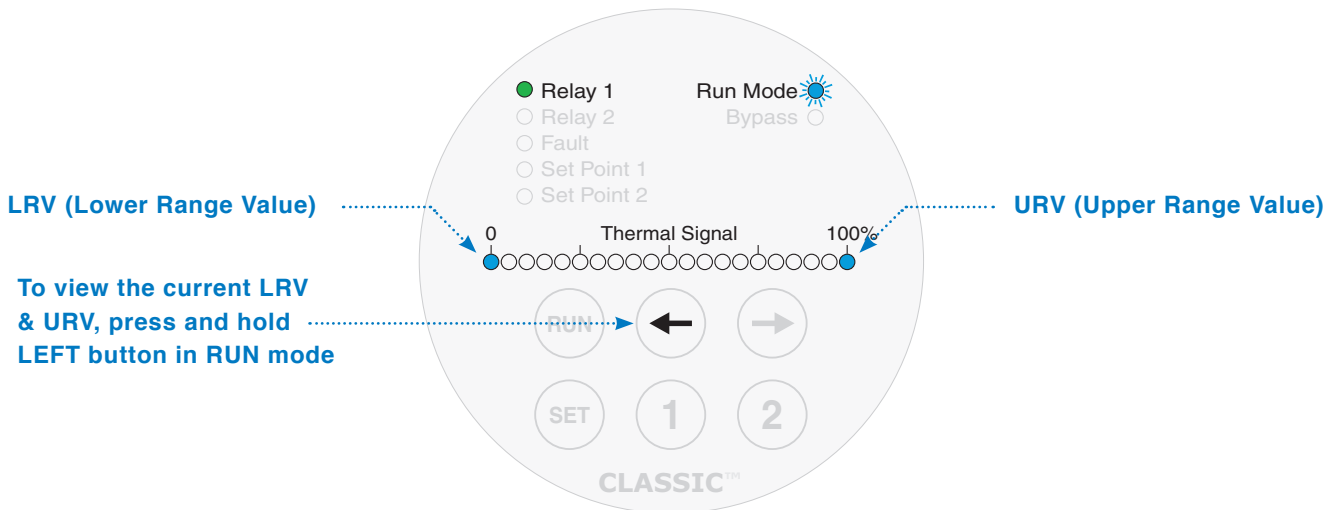 Relay 1
Run Mode
Relay 2
Bypass
Fault
Set Point 1
Set Point 2
LRV (Lower Range Value)
URV (Upper Range Value)
0
Thermal Signal
100%
To view the current LRV
& URV, press and hold
LEFT button in RUN mode
RUN
SET
1
2
CLASSIC™